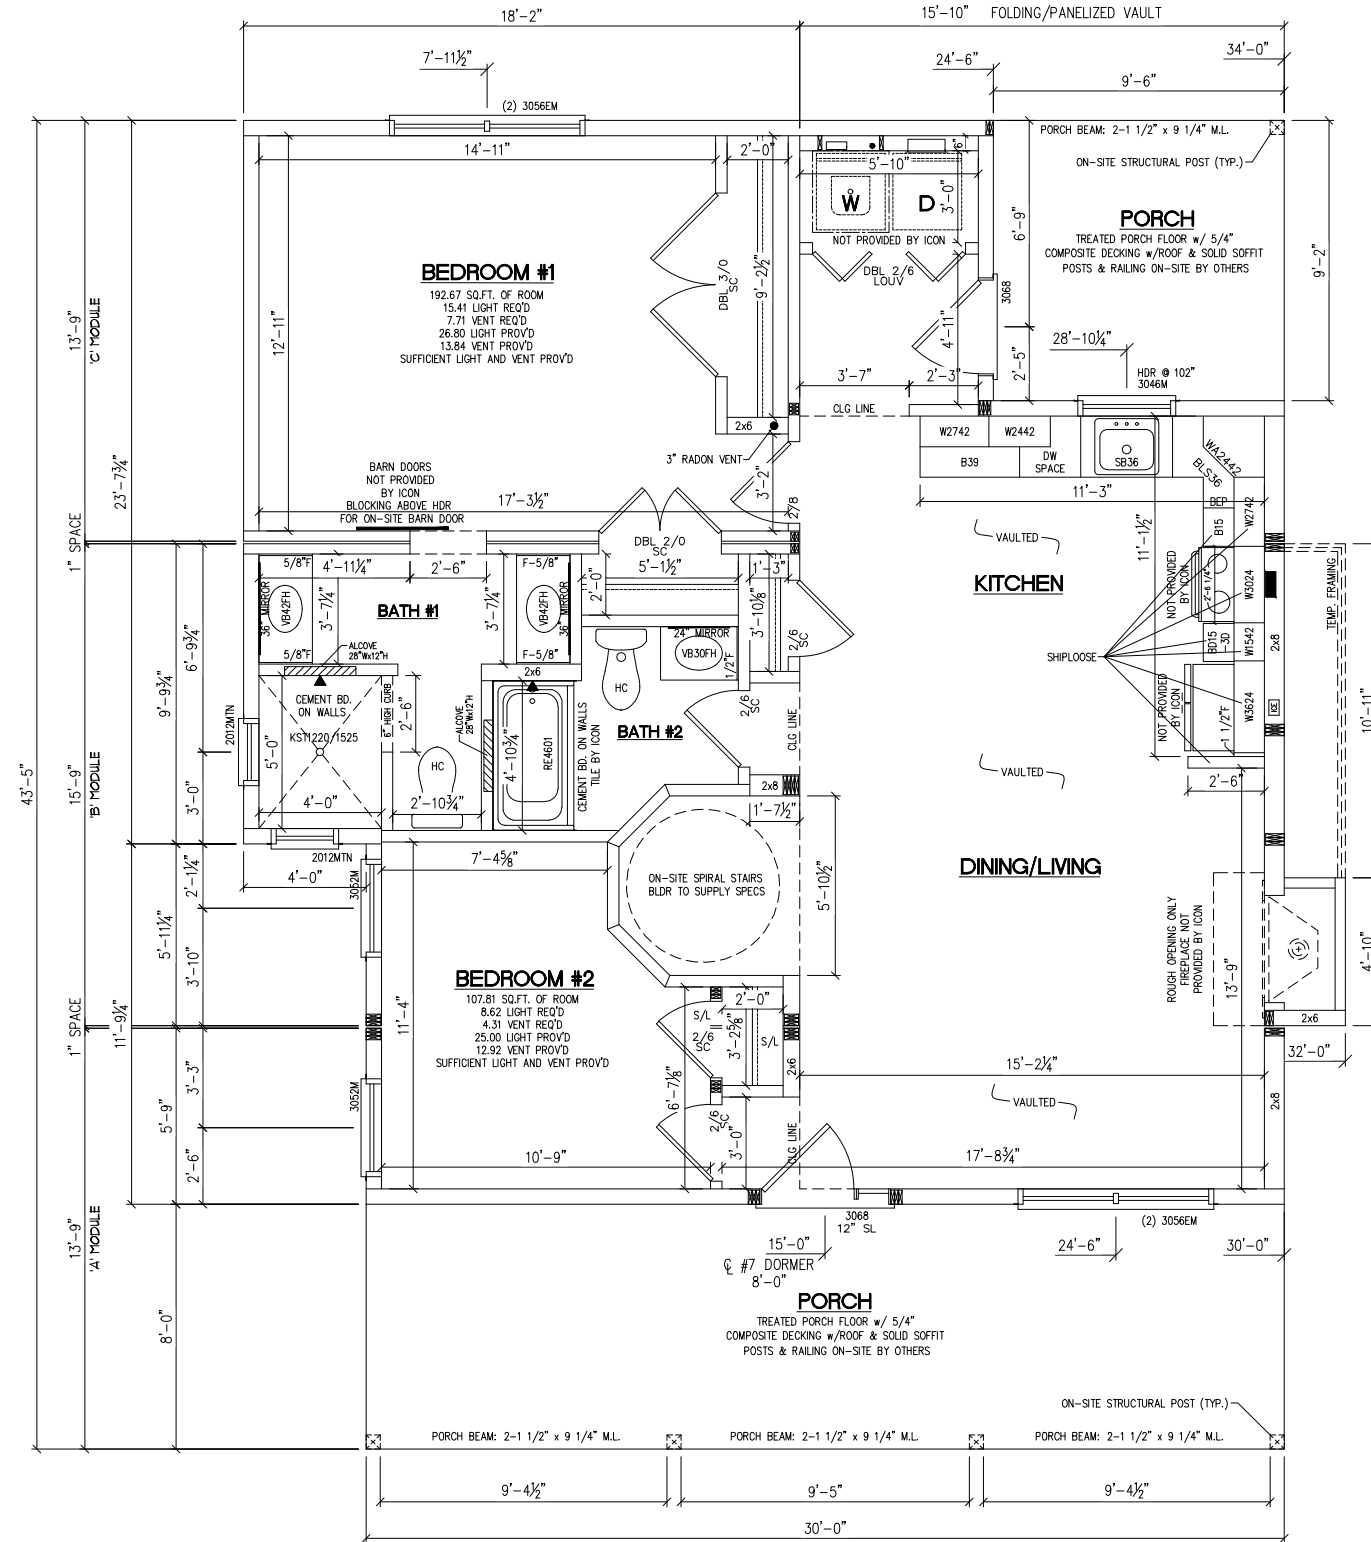 18'-2"
15'-10" FOLDING/PANELIZED VAULT
7'-11½"
24'-6"
34'-0"
9'-6"
(2) 3056EM
PORCH BEAM: 2-1 1/2" x 9 1/4" M.L.
ON-SITE STRUCTURAL POST (TYP.)
14'-11"
2'-0"
5'-10"
6"
3'-0"
W
D
NOT PROVIDED BY ICON
DBL 2/6
LOUV
6'-9"
9'-2"
PORCH
TREATED PORCH FLOOR w/ 5/4"
COMPOSITE DECKING w/ROOF & SOLID SOFFIT
POSTS & RAILING ON-SITE BY OTHERS
BEDROOM #1
192.67 SQ.FT. OF ROOM
15.41 LIGHT REQ'D
7.71 VENT REQ'D
26.80 LIGHT PROV'D
13.84 VENT PROV'D
SUFFICIENT LIGHT AND VENT PROV'D
DBL 3/0
SC
9'-2½"
12'-11"
3068
4'-11"
2'-5"
28'-10¼"
HDR @ 102"
3046M
3'-7"
2'-3"
CLG LINE
13'-9"
'C' MODULE
23'-7¾"
1" SPACE
2x6
3" RADON VENT
3'-2"
2/8
W2742
W2442
B39
DW
SPACE
SB36
WA2442
BLS36
11'-3"
BEP
B15
W2742
11'-1½"
BARN DOORS
NOT PROVIDED
BY ICON
BLOCKING ABOVE HDR
FOR ON-SITE BARN DOOR
17'-3½"
DBL 2/0
SC
VAULTED
KITCHEN
NOT PROVIDED
BY ICON
2'-6 1/4"
W3024
BD15
-3D
W1542
2x8
TEMP. FRAMING
SHIPLOOSE
NOT PROVIDED
BY ICON
1 1/2"F
W3624
ICE
10'-11"
5/8"F
36" MIRROR
VB42FH
5/8"F
4'-11¼"
2'-6"
3'-7¼"
BATH #1
3'-7¼"
F-5/8"
VB42FH
36" MIRROR
F-5/8"
2x6
5'-1½"
2'-0"
1'-3"
3'-10⅛"
2/6
SC
24" MIRROR
VB30FH
1/2"F
HC
BATH #2
2/6
SC
CLG LINE
ALCOVE
28"Wx12"H
CEMENT BD.
ON WALLS
KST1220/1525
5'-0"
4'-0"
6" HIGH CURB
2'-6"
HC
2'-10¾"
ALCOVE
28"Wx12"H
4'-10¾"
RE4601
CEMENT BD. ON WALLS
TILE BY ICON
2012MTN
2012MTN
6'-9¾"
9'-9¾"
3'-0"
43'-5"
15'-9"
'B' MODULE
2x8
1'-7½"
VAULTED
2'-6"
4'-0"
3052M
7'-4⅝"
ON-SITE SPIRAL STAIRS
BLDR TO SUPPLY SPECS
5'-10½"
DINING/LIVING
ROUGH OPENING ONLY
FIREPLACE NOT
PROVIDED BY ICON
13'-9"
4'-10"
2x6
32'-0"
2'-1¼"
5'-11¼"
3'-10"
11'-9¼"
1" SPACE
BEDROOM #2
107.81 SQ.FT. OF ROOM
8.62 LIGHT REQ'D
4.31 VENT REQ'D
25.00 LIGHT PROV'D
12.92 VENT PROV'D
SUFFICIENT LIGHT AND VENT PROV'D
11'-4"
2'-0"
S/L
2/6
SC
3'-2⅝"
S/L
2x6
6'-7⅛"
2/6
SC
3'-0"
CLG LINE
15'-2¼"
VAULTED
2x8
3052M
3'-3"
5'-9"
2'-6"
10'-9"
17'-8¾"
3068
12" SL
(2) 3056EM
15'-0"
℄ #7 DORMER
8'-0"
24'-6"
30'-0"
13'-9"
'A' MODULE
8'-0"
PORCH
TREATED PORCH FLOOR w/ 5/4"
COMPOSITE DECKING w/ROOF & SOLID SOFFIT
POSTS & RAILING ON-SITE BY OTHERS
ON-SITE STRUCTURAL POST (TYP.)
PORCH BEAM: 2-1 1/2" x 9 1/4" M.L.
PORCH BEAM: 2-1 1/2" x 9 1/4" M.L.
PORCH BEAM: 2-1 1/2" x 9 1/4" M.L.
9'-4½"
9'-5"
9'-4½"
30'-0"